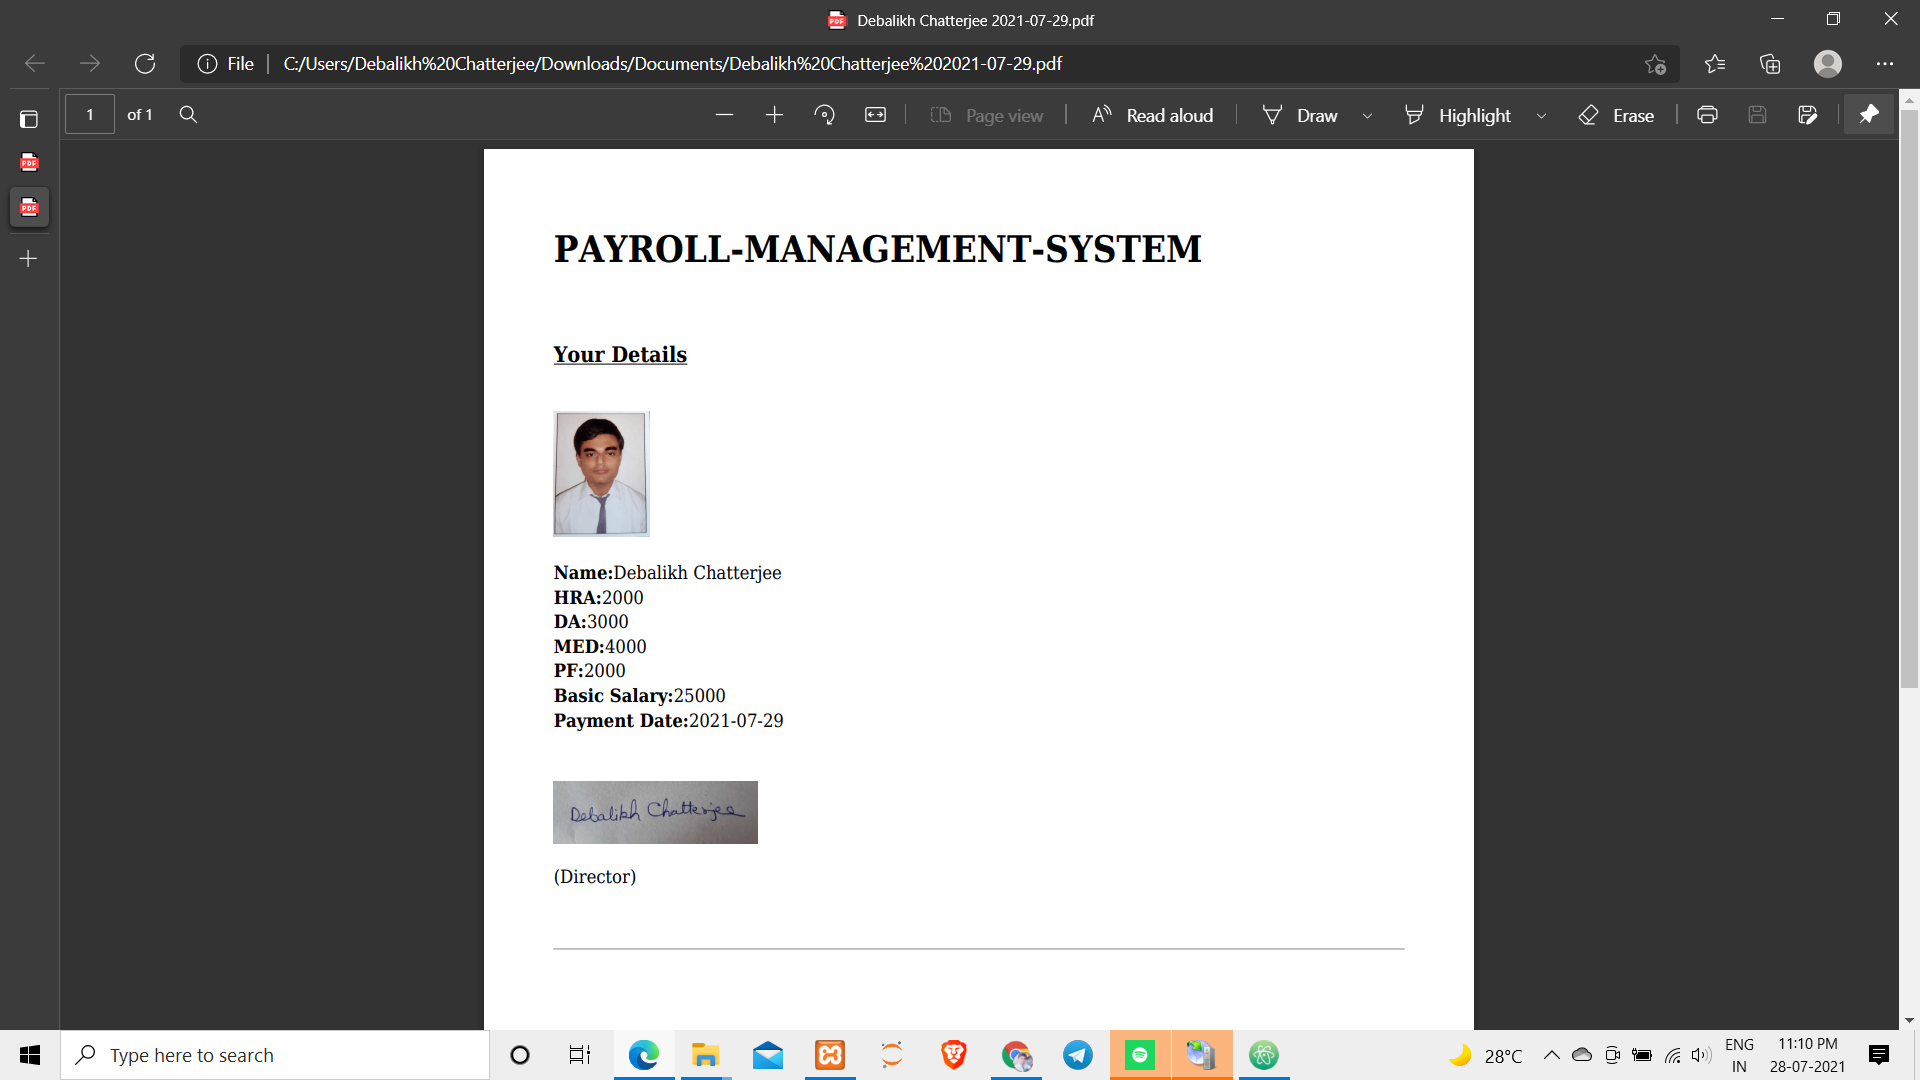 Debalikh Chatterjee 2021-07-29.pdf
File C:/Users/Debalikh%20Chatterjee/Downloads/Documents/Debalikh%20Chatterjee%202021-07-29.pdf
1 of 1 Page view Read aloud Draw Highlight Erase
PDF
PDF
PAYROLL-MANAGEMENT-SYSTEM
Your Details
Name:Debalikh Chatterjee
HRA:2000
DA:3000
MED:4000
PF:2000
Basic Salary:25000
Payment Date:2021-07-29
Debalikh Chatterjee
(Director)
Type here to search
28°C
ENG
IN
11:10 PM
28-07-2021